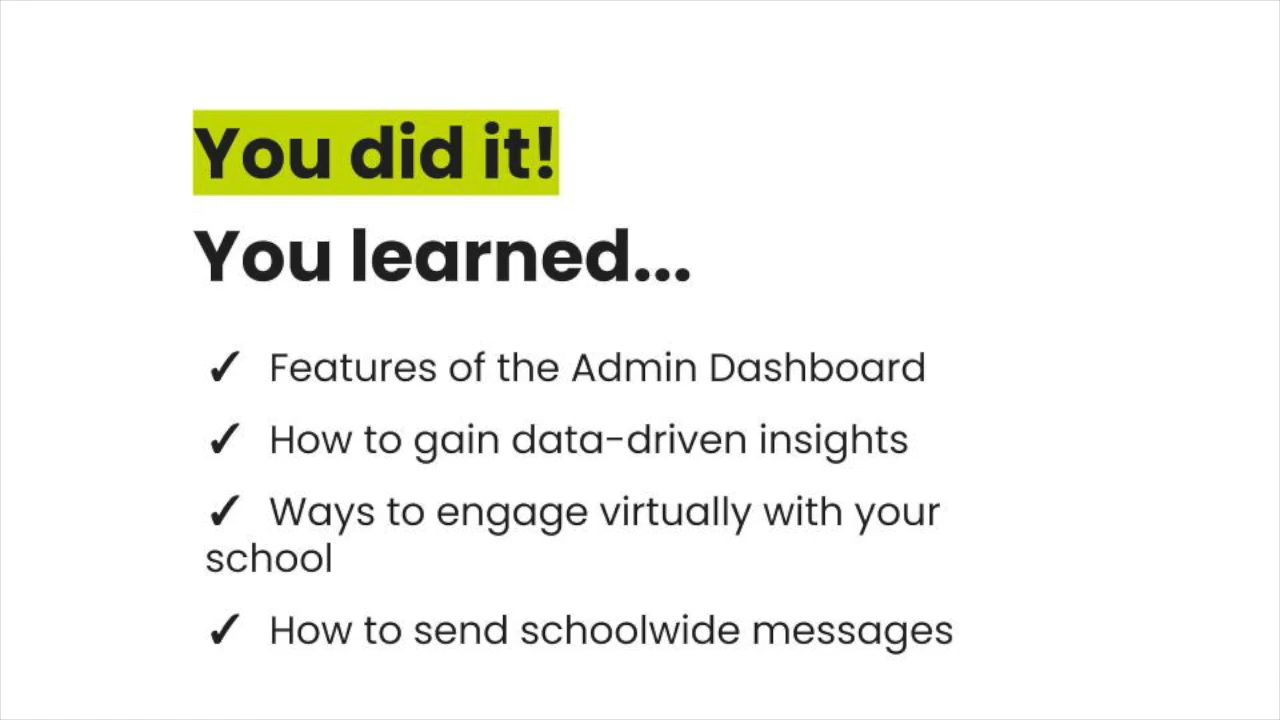 You did it!
You learned...
✓ Features of the Admin Dashboard
✓ How to gain data-driven insights
✓ Ways to engage virtually with your
school
✓ How to send schoolwide messages